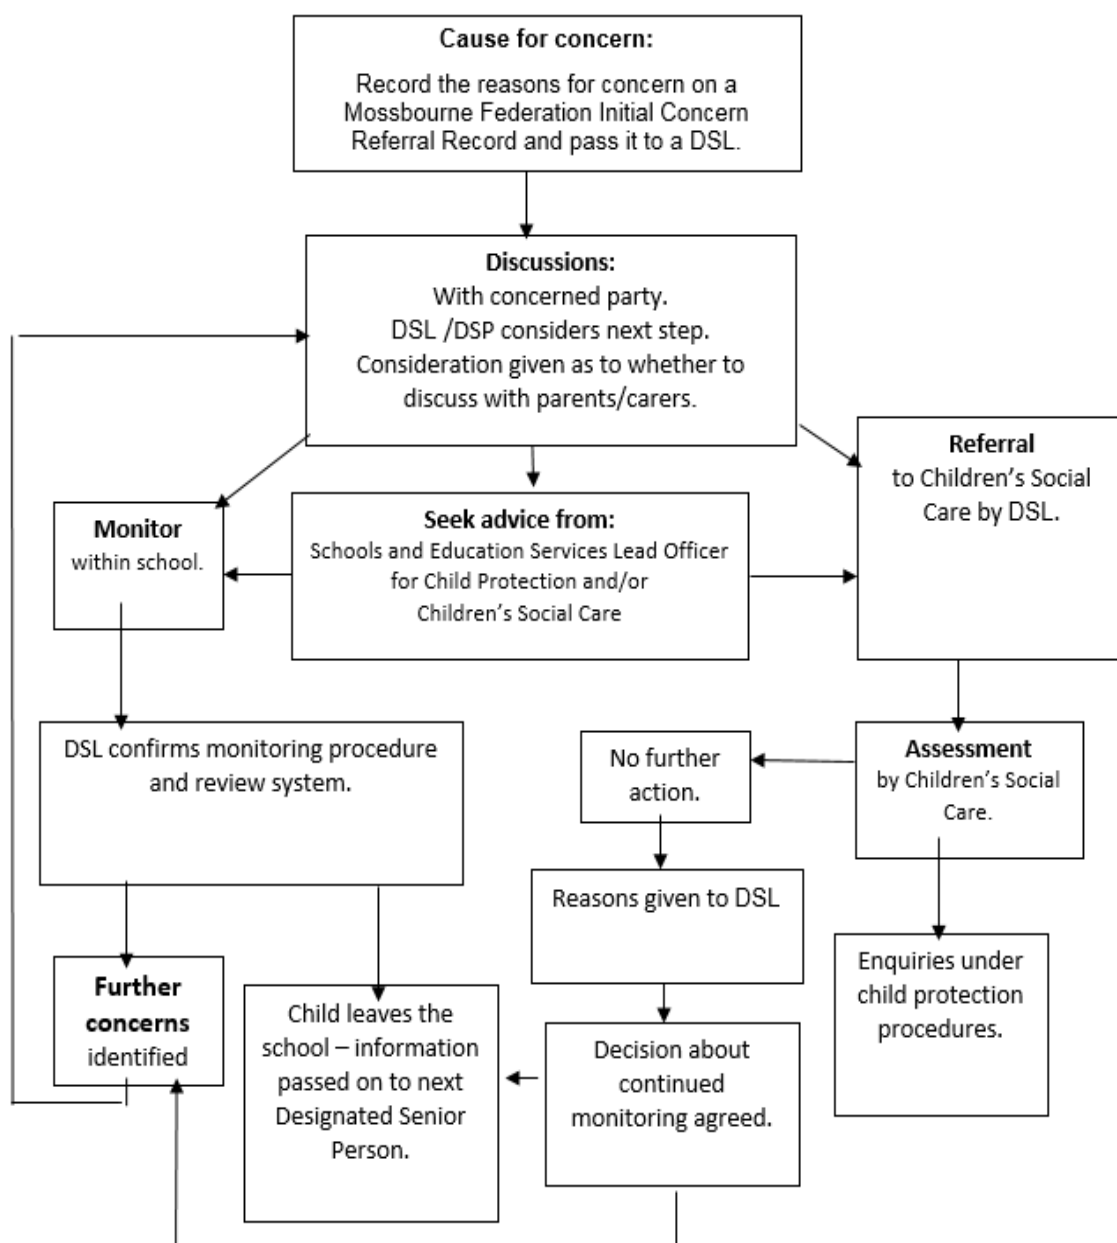 Cause for concern:
Record the reasons for concern on a
Mossbourne Federation Initial Concern
Referral Record and pass it to a DSL.
Discussions:
With concerned party.
DSL /DSP considers next step.
Consideration given as to whether to
discuss with parents/carers.
Referral
to Children's Social
Care by DSL.
Monitor
within school.
Seek advice from:
Schools and Education Services Lead Officer
for Child Protection and/or
Children's Social Care
DSL confirms monitoring procedure
and review system.
No further
action.
Assessment
by Children's Social
Care.
Reasons given to DSL
Enquiries under
child protection
procedures.
Further
concerns
identified
Child leaves the
school – information
passed on to next
Designated Senior
Person.
Decision about
continued
monitoring agreed.